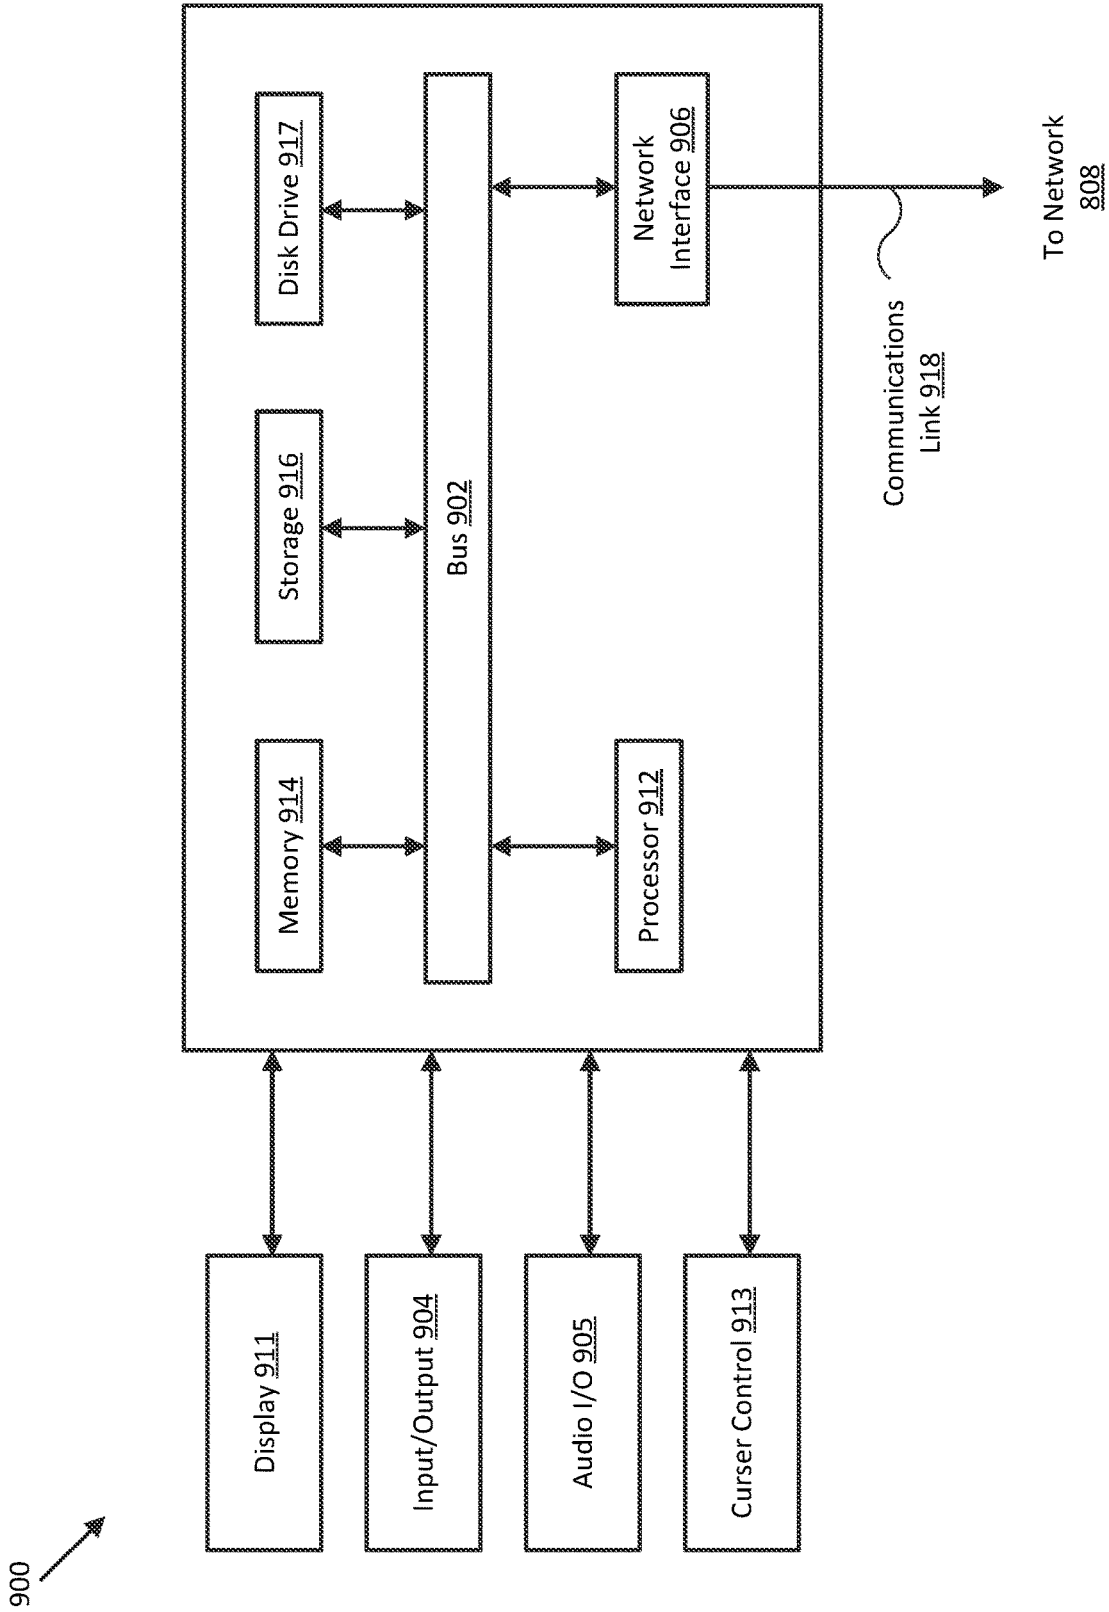 900
Display 911
Input/Output 904
Audio I/O 905
Curser Control 913
Memory 914
Storage 916
Disk Drive 917
Bus 902
Processor 912
Network
Interface 906
Communications
Link 918
To Network
808